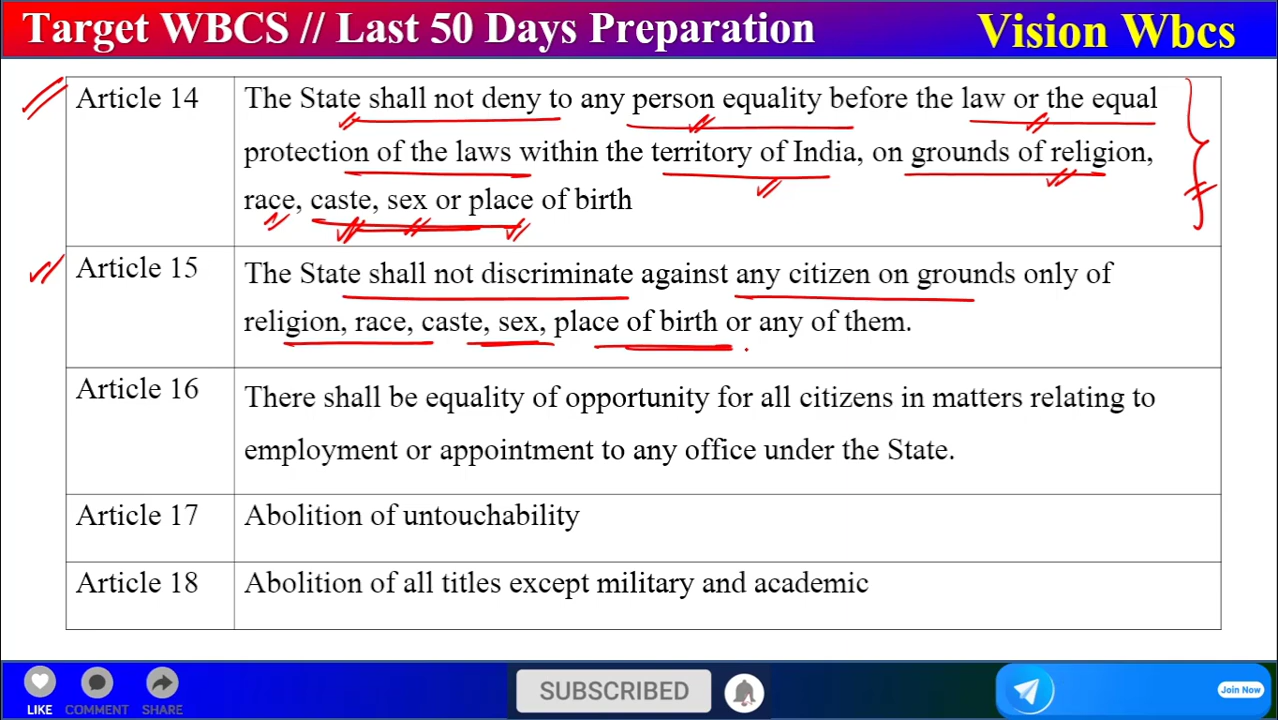 Target WBCS // Last 50 Days Preparation
Vision Wbcs
Article 14
The State shall not deny to any person equality before the law or the equal
protection of the laws within the territory of India, on grounds of religion,
race, caste, sex or place of birth
Article 15
The State shall not discriminate against any citizen on grounds only of
religion, race, caste, sex, place of birth or any of them.
Article 16
There shall be equality of opportunity for all citizens in matters relating to
employment or appointment to any office under the State.
Article 17
Abolition of untouchability
Article 18
Abolition of all titles except military and academic
LIKE
COMMENT
SHARE
SUBSCRIBED
Join Now